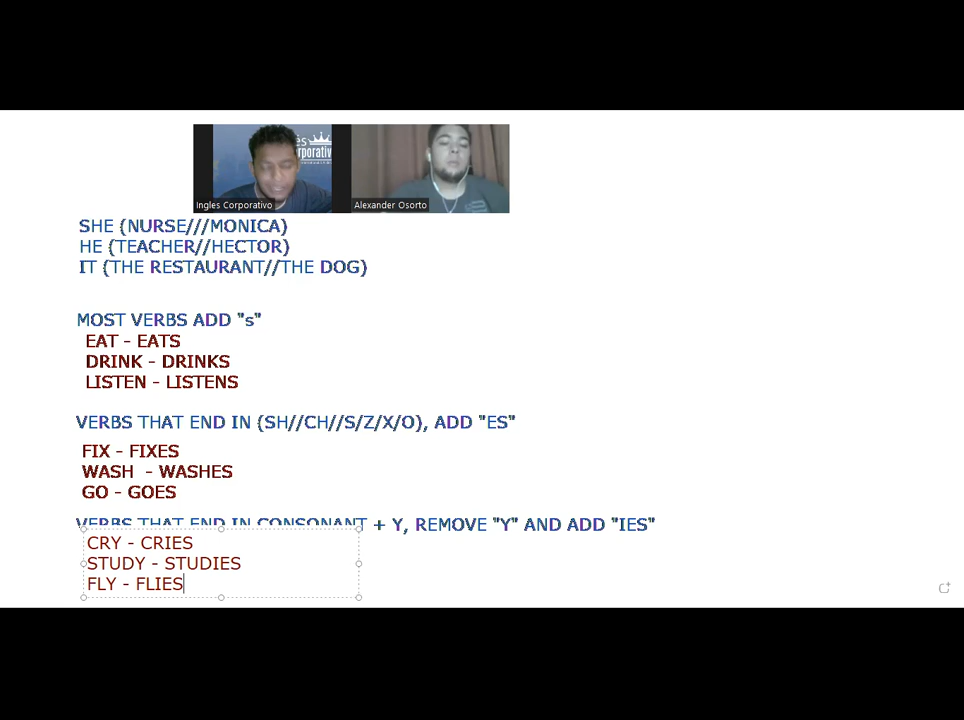 Ingles Corporativo
Alexander Osorto
SHE (NURSE///MONICA)
HE (TEACHER//HECTOR)
IT (THE RESTAURANT//THE DOG)
MOST VERBS ADD "s"
EAT - EATS
DRINK - DRINKS
LISTEN - LISTENS
VERBS THAT END IN (SH//CH//S/Z/X/O), ADD "ES"
FIX - FIXES
WASH - WASHES
GO - GOES
VERBS THAT END IN CONSONANT + Y, REMOVE "Y" AND ADD "IES"
CRY - CRIES
STUDY - STUDIES
FLY - FLIES